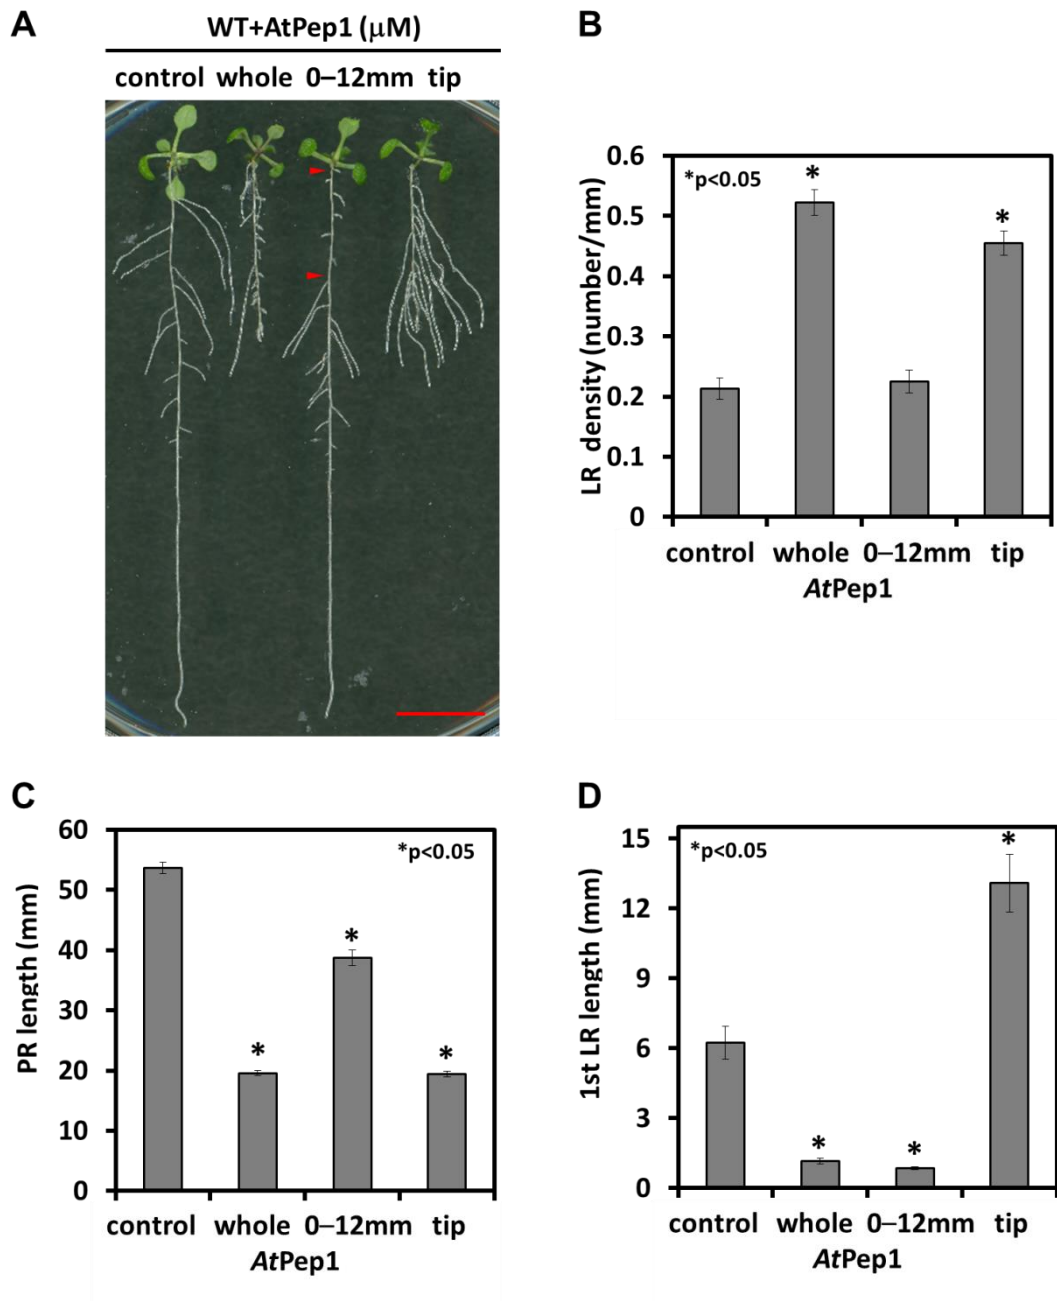 A
WT+AtPep1 (μM)
control whole 0–12mm tip
B
LR density (number/mm)
0.6
0.5
0.4
0.3
0.2
0.1
0
*p<0.05
*
*
control whole 0–12mm tip
AtPep1
C
PR length (mm)
60
50
40
30
20
10
0
*p<0.05
*
*
*
control whole 0–12mm tip
AtPep1
D
1st LR length (mm)
15
12
9
6
3
0
*p<0.05
*
*
*
control whole 0–12mm tip
AtPep1